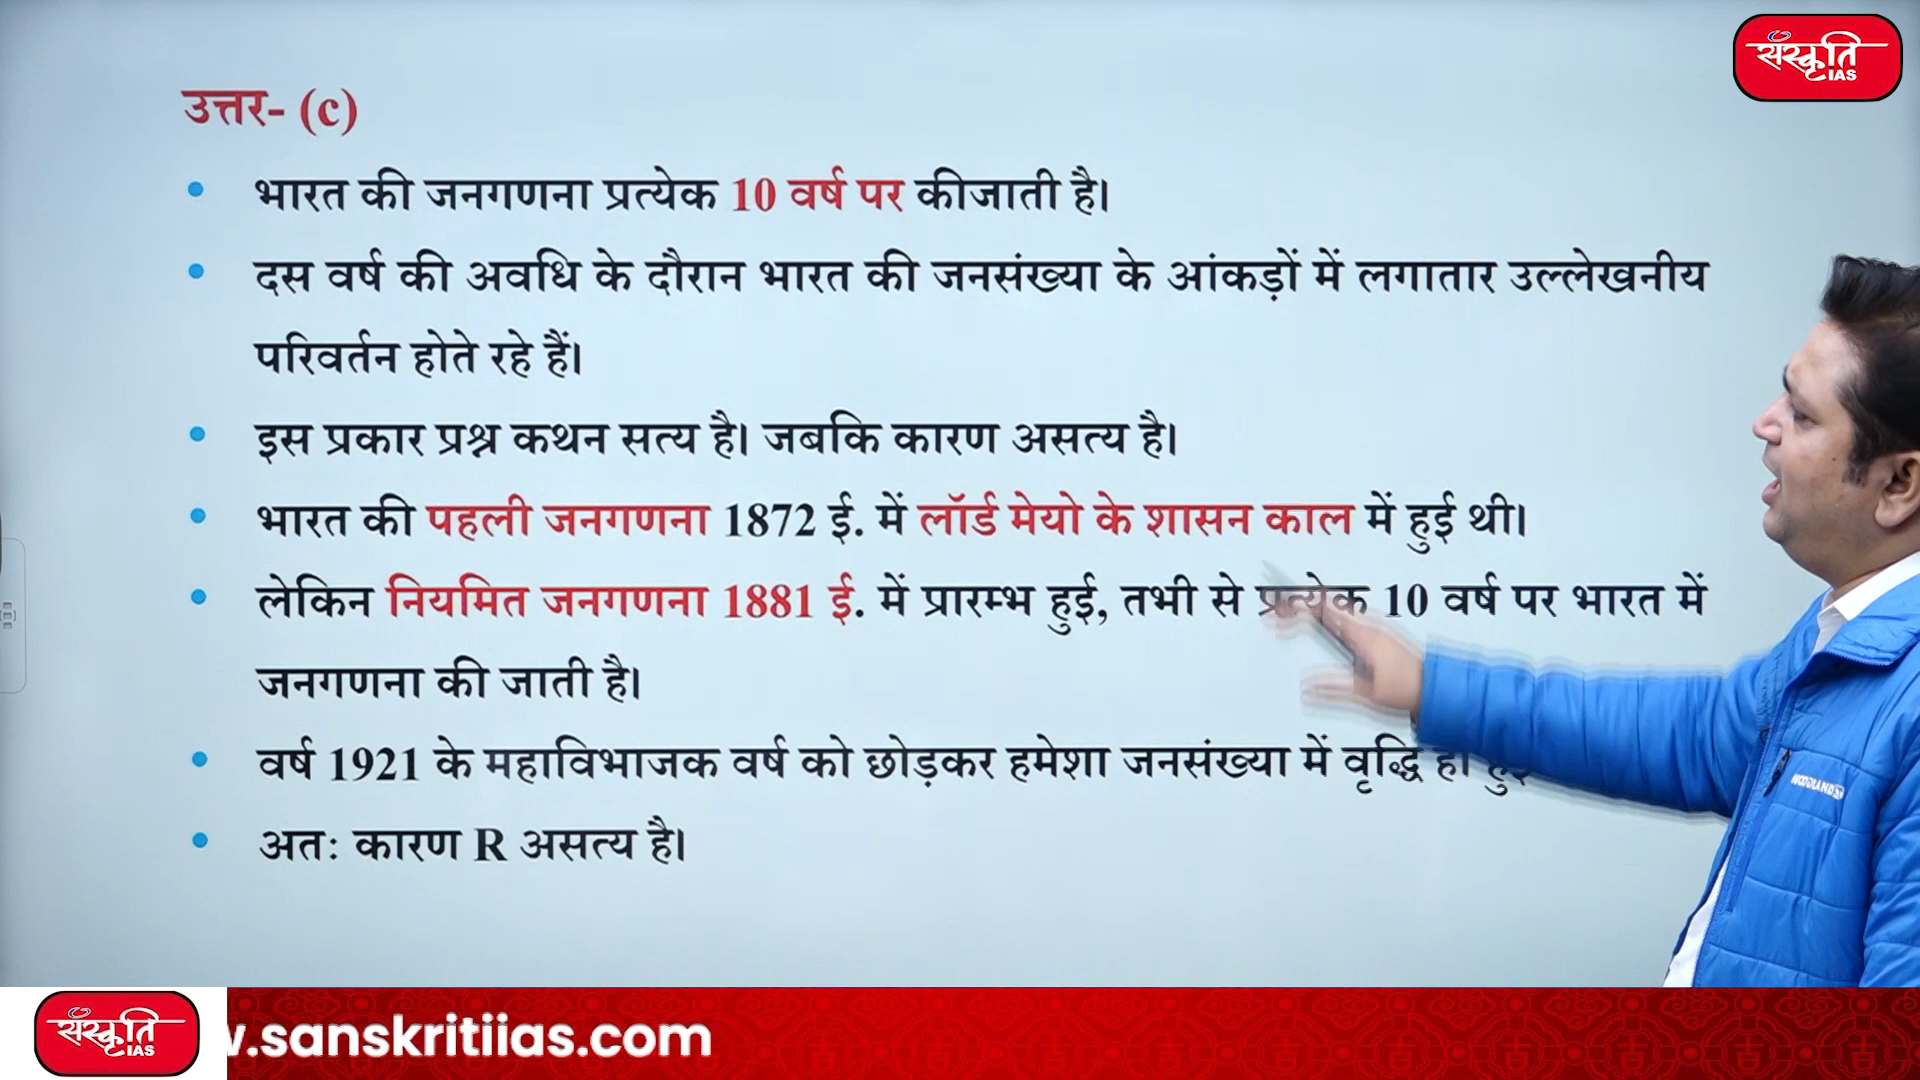 संस्कृति
IAS
उत्तर- (c)
भारत की जनगणना प्रत्येक 10 वर्ष पर कीजाती है।
दस वर्ष की अवधि के दौरान भारत की जनसंख्या के आंकड़ों में लगातार उल्लेखनीय
परिवर्तन होते रहे हैं।
इस प्रकार प्रश्न कथन सत्य है। जबकि कारण असत्य है।
भारत की पहली जनगणना 1872 ई. में लॉर्ड मेयो के शासन काल में हुई थी।
लेकिन नियमित जनगणना 1881 ई. में प्रारम्भ हुई, तभी से प्रत्येक 10 वर्ष पर भारत में
जनगणना की जाती है।
वर्ष 1921 के महाविभाजक वर्ष को छोड़कर हमेशा जनसंख्या में वृद्धि ही हुई
अतः कारण R असत्य है।
संस्कृति
IAS
w.sanskritiias.com